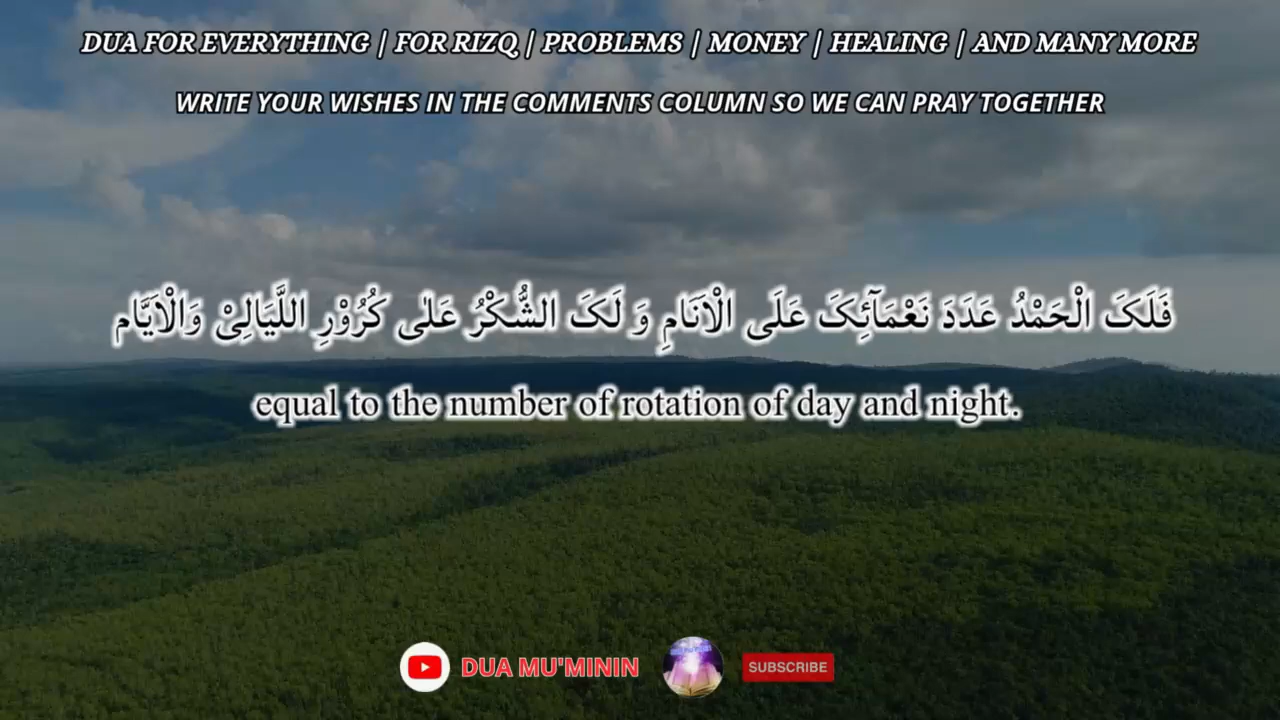 DUA FOR EVERYTHING | FOR RIZQ | PROBLEMS | MONEY | HEALING | AND MANY MORE
WRITE YOUR WISHES IN THE COMMENTS COLUMN SO WE CAN PRAY TOGETHER
فَلَکَ الْحَمْدُ عَدَدَ نَعْمَآئِکَ عَلَی الْاَنَامِ وَ لَکَ الشُّکْرُ عَلٰی کُرُوْرِ اللَّیَالِیْ وَالْاَیَّام
equal to the number of rotation of day and night.
DUA MU'MININ
SUBSCRIBE